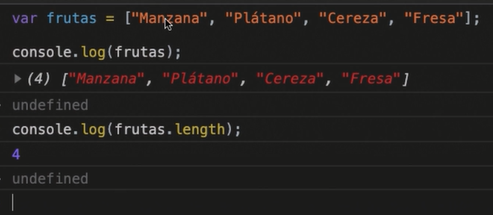 var frutas = ["Manzana", "Plátano", "Cereza", "Fresa"];
console.log(frutas);
(4) ["Manzana", "Plátano", "Cereza", "Fresa"]
undefined
console.log(frutas.length);
4
undefined